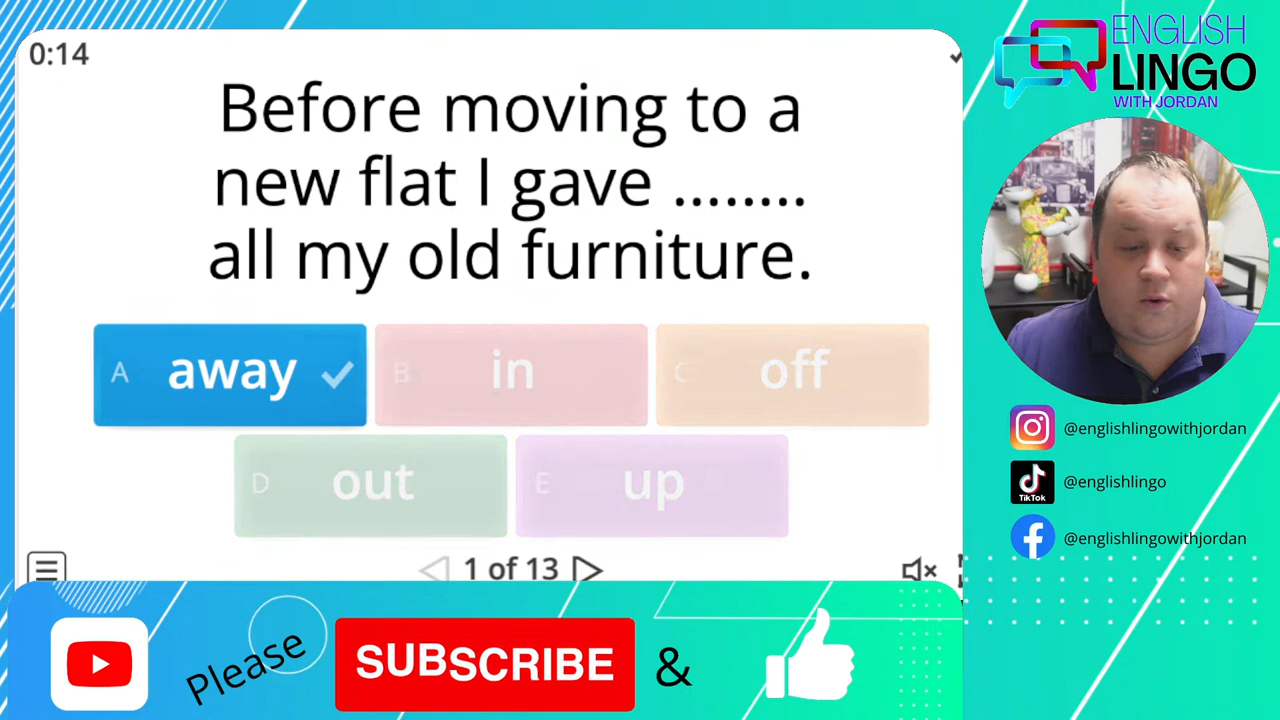 0:14
Before moving to a
new flat I gave ........
all my old furniture.
A away
B in
C off
D out
E up
1 of 13
Please
SUBSCRIBE
&
ENGLISH
LINGO
WITH JORDAN
@englishlingowithjordan
TikTok
@englishlingo
@englishlingowithjordan